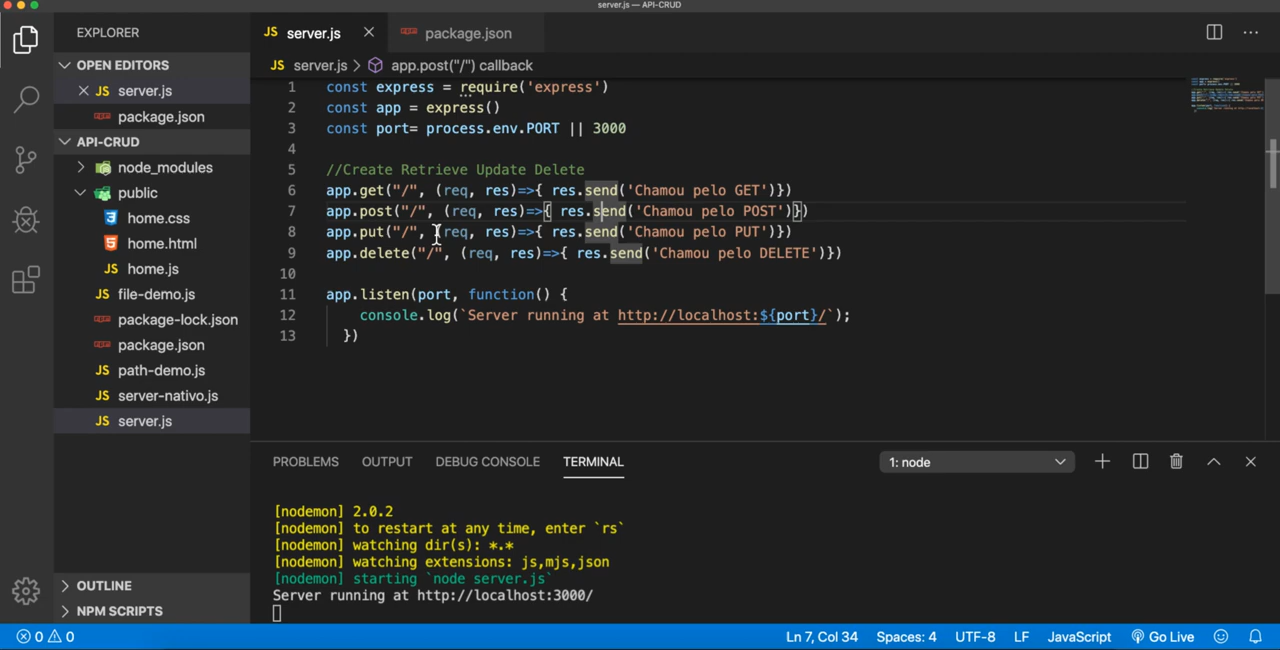 server.js — API-CRUD
EXPLORER
OPEN EDITORS
server.js
package.json
API-CRUD
node_modules
public
home.css
home.html
JS home.js
JS file-demo.js
package-lock.json
package.json
JS path-demo.js
JS server-nativo.js
JS server.js
OUTLINE
NPM SCRIPTS
JS server.js
package.json
JS server.js > app.post("/") callback
1 const express = require('express')
2 const app = express()
3 const port= process.env.PORT || 3000
4
5 //Create Retrieve Update Delete
6 app.get("/", (req, res)=>{ res.send('Chamou pelo GET')})
7 app.post("/", (req, res)=>{ res.send('Chamou pelo POST')})
8 app.put("/", (req, res)=>{ res.send('Chamou pelo PUT')})
9 app.delete("/", (req, res)=>{ res.send('Chamou pelo DELETE')})
10
11 app.listen(port, function() {
12 console.log(`Server running at http://localhost:${port}/`);
13 })
PROBLEMS OUTPUT DEBUG CONSOLE TERMINAL 1: node
[nodemon] 2.0.2
[nodemon] to restart at any time, enter `rs`
[nodemon] watching dir(s): *.*
[nodemon] watching extensions: js,mjs,json
[nodemon] starting `node server.js`
Server running at http://localhost:3000/
0 0 Ln 7, Col 34 Spaces: 4 UTF-8 LF JavaScript Go Live